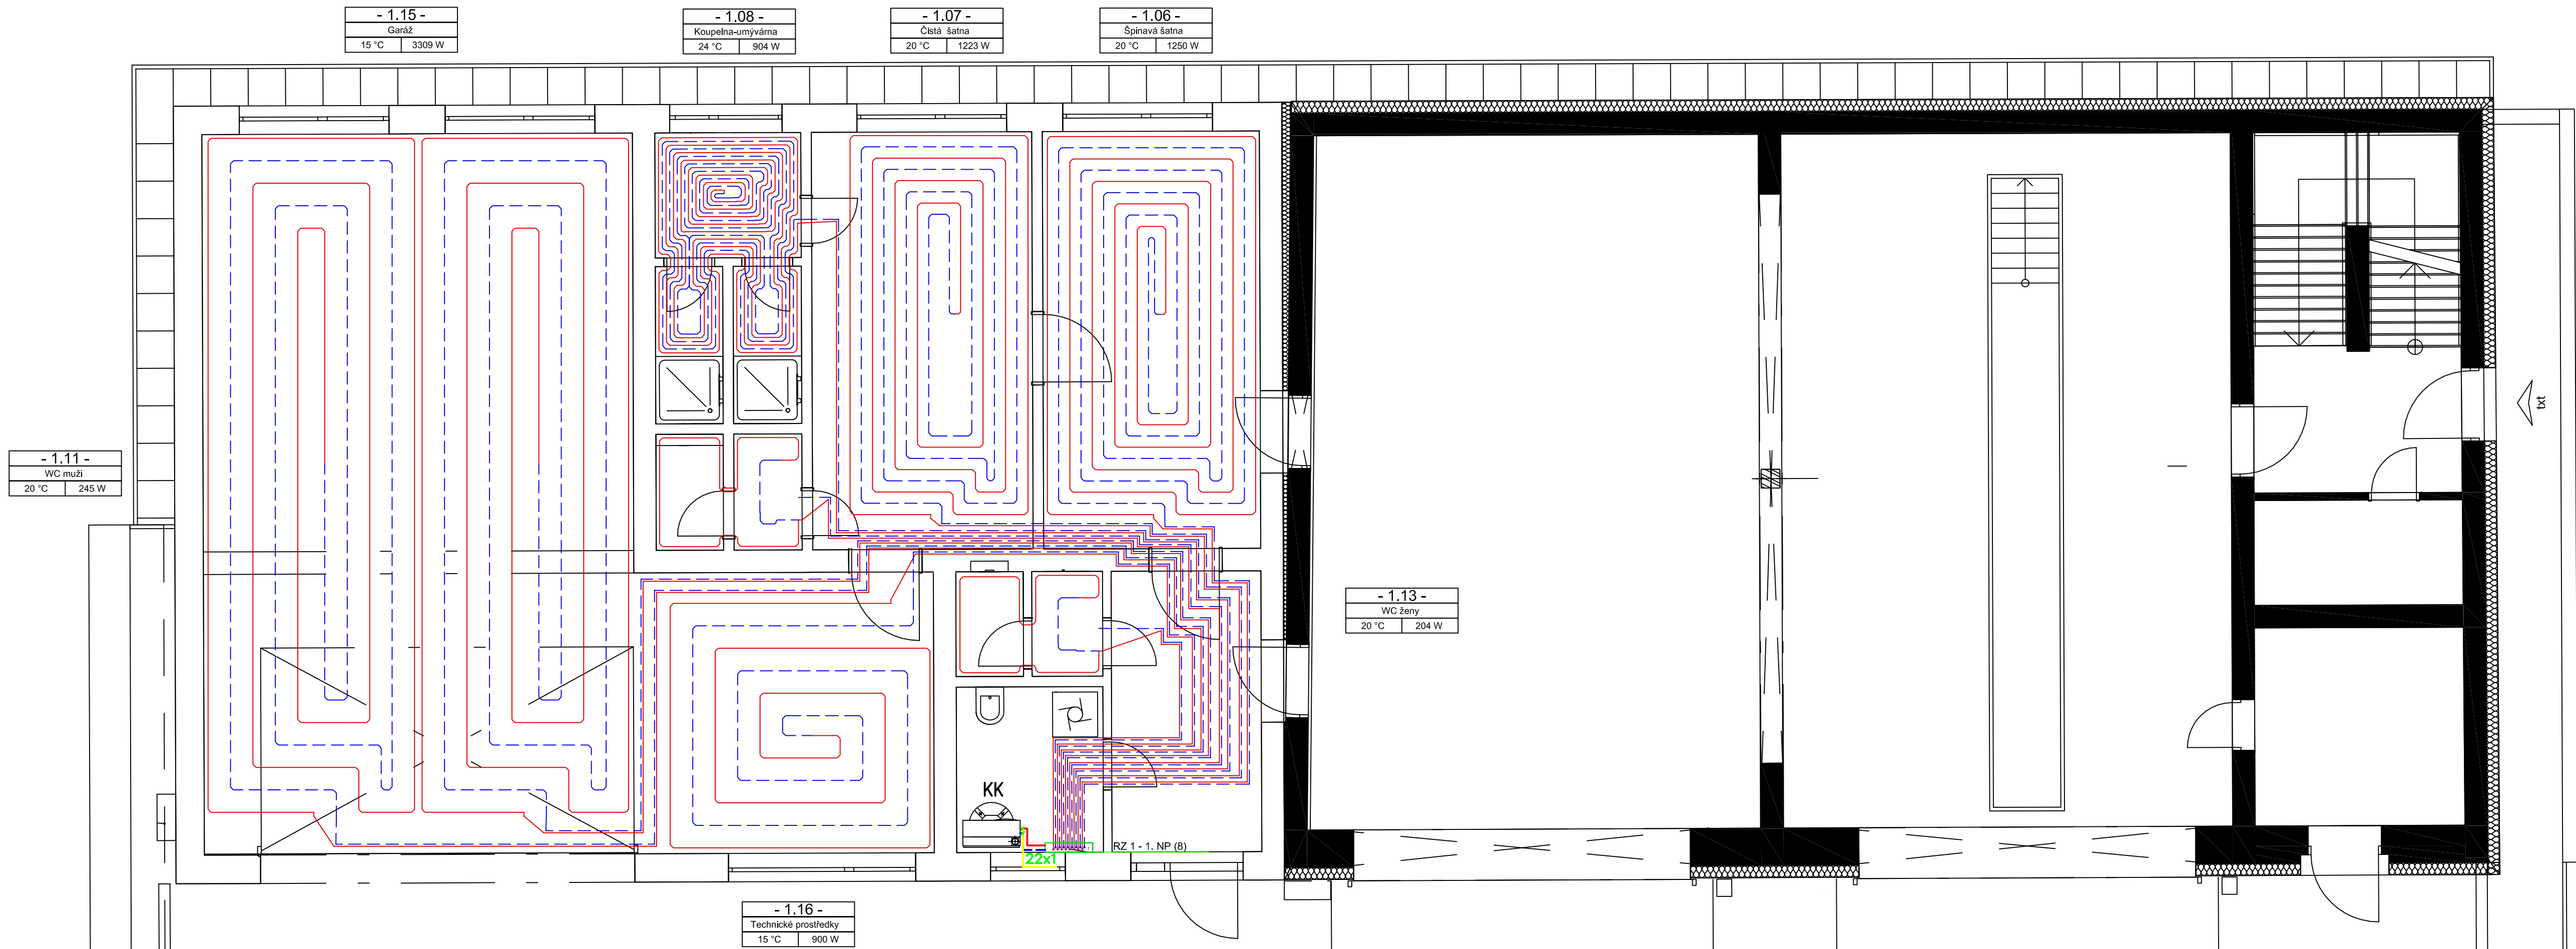 - 1.15 -
Garáž
15 °C 3309 W
- 1.08 -
Koupelna-umývárna
24 °C 904 W
- 1.07 -
Čistá šatna
20 °C 1223 W
- 1.06 -
Špinavá šatna
20 °C 1250 W
txt
- 1.11 -
WC muži
20 °C 245 W
- 1.13 -
WC ženy
20 °C 204 W
KK
RZ 1 - 1. NP (8)
22x1
- 1.16 -
Technické prostředky
15 °C 900 W